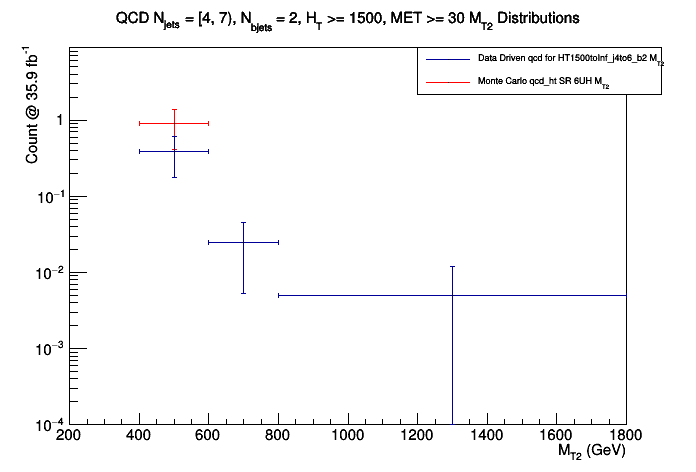 QCD N_jets = [4, 7), N_bjets = 2, H_T >= 1500, MET >= 30 M_T2 Distributions
Data Driven qcd for HT1500toInf_j4to6_b2 M_T2
Monte Carlo qcd_ht SR 6UH M_T2
Count @ 35.9 fb^-1
1
10^-1
10^-2
10^-3
10^-4
200 400 600 800 1000 1200 1400 1600 1800
M_T2 (GeV)